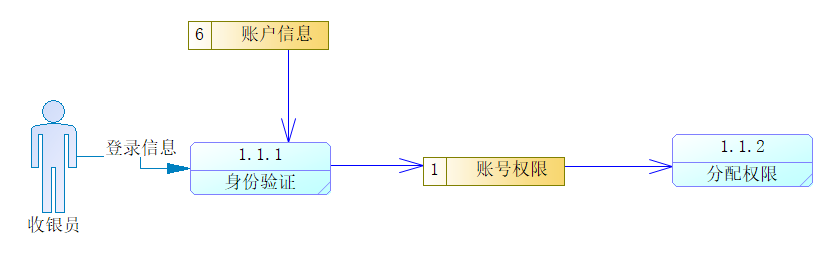 6 账户信息
登录信息
1.1.1
身份验证
1 账号权限
1.1.2
分配权限
收银员